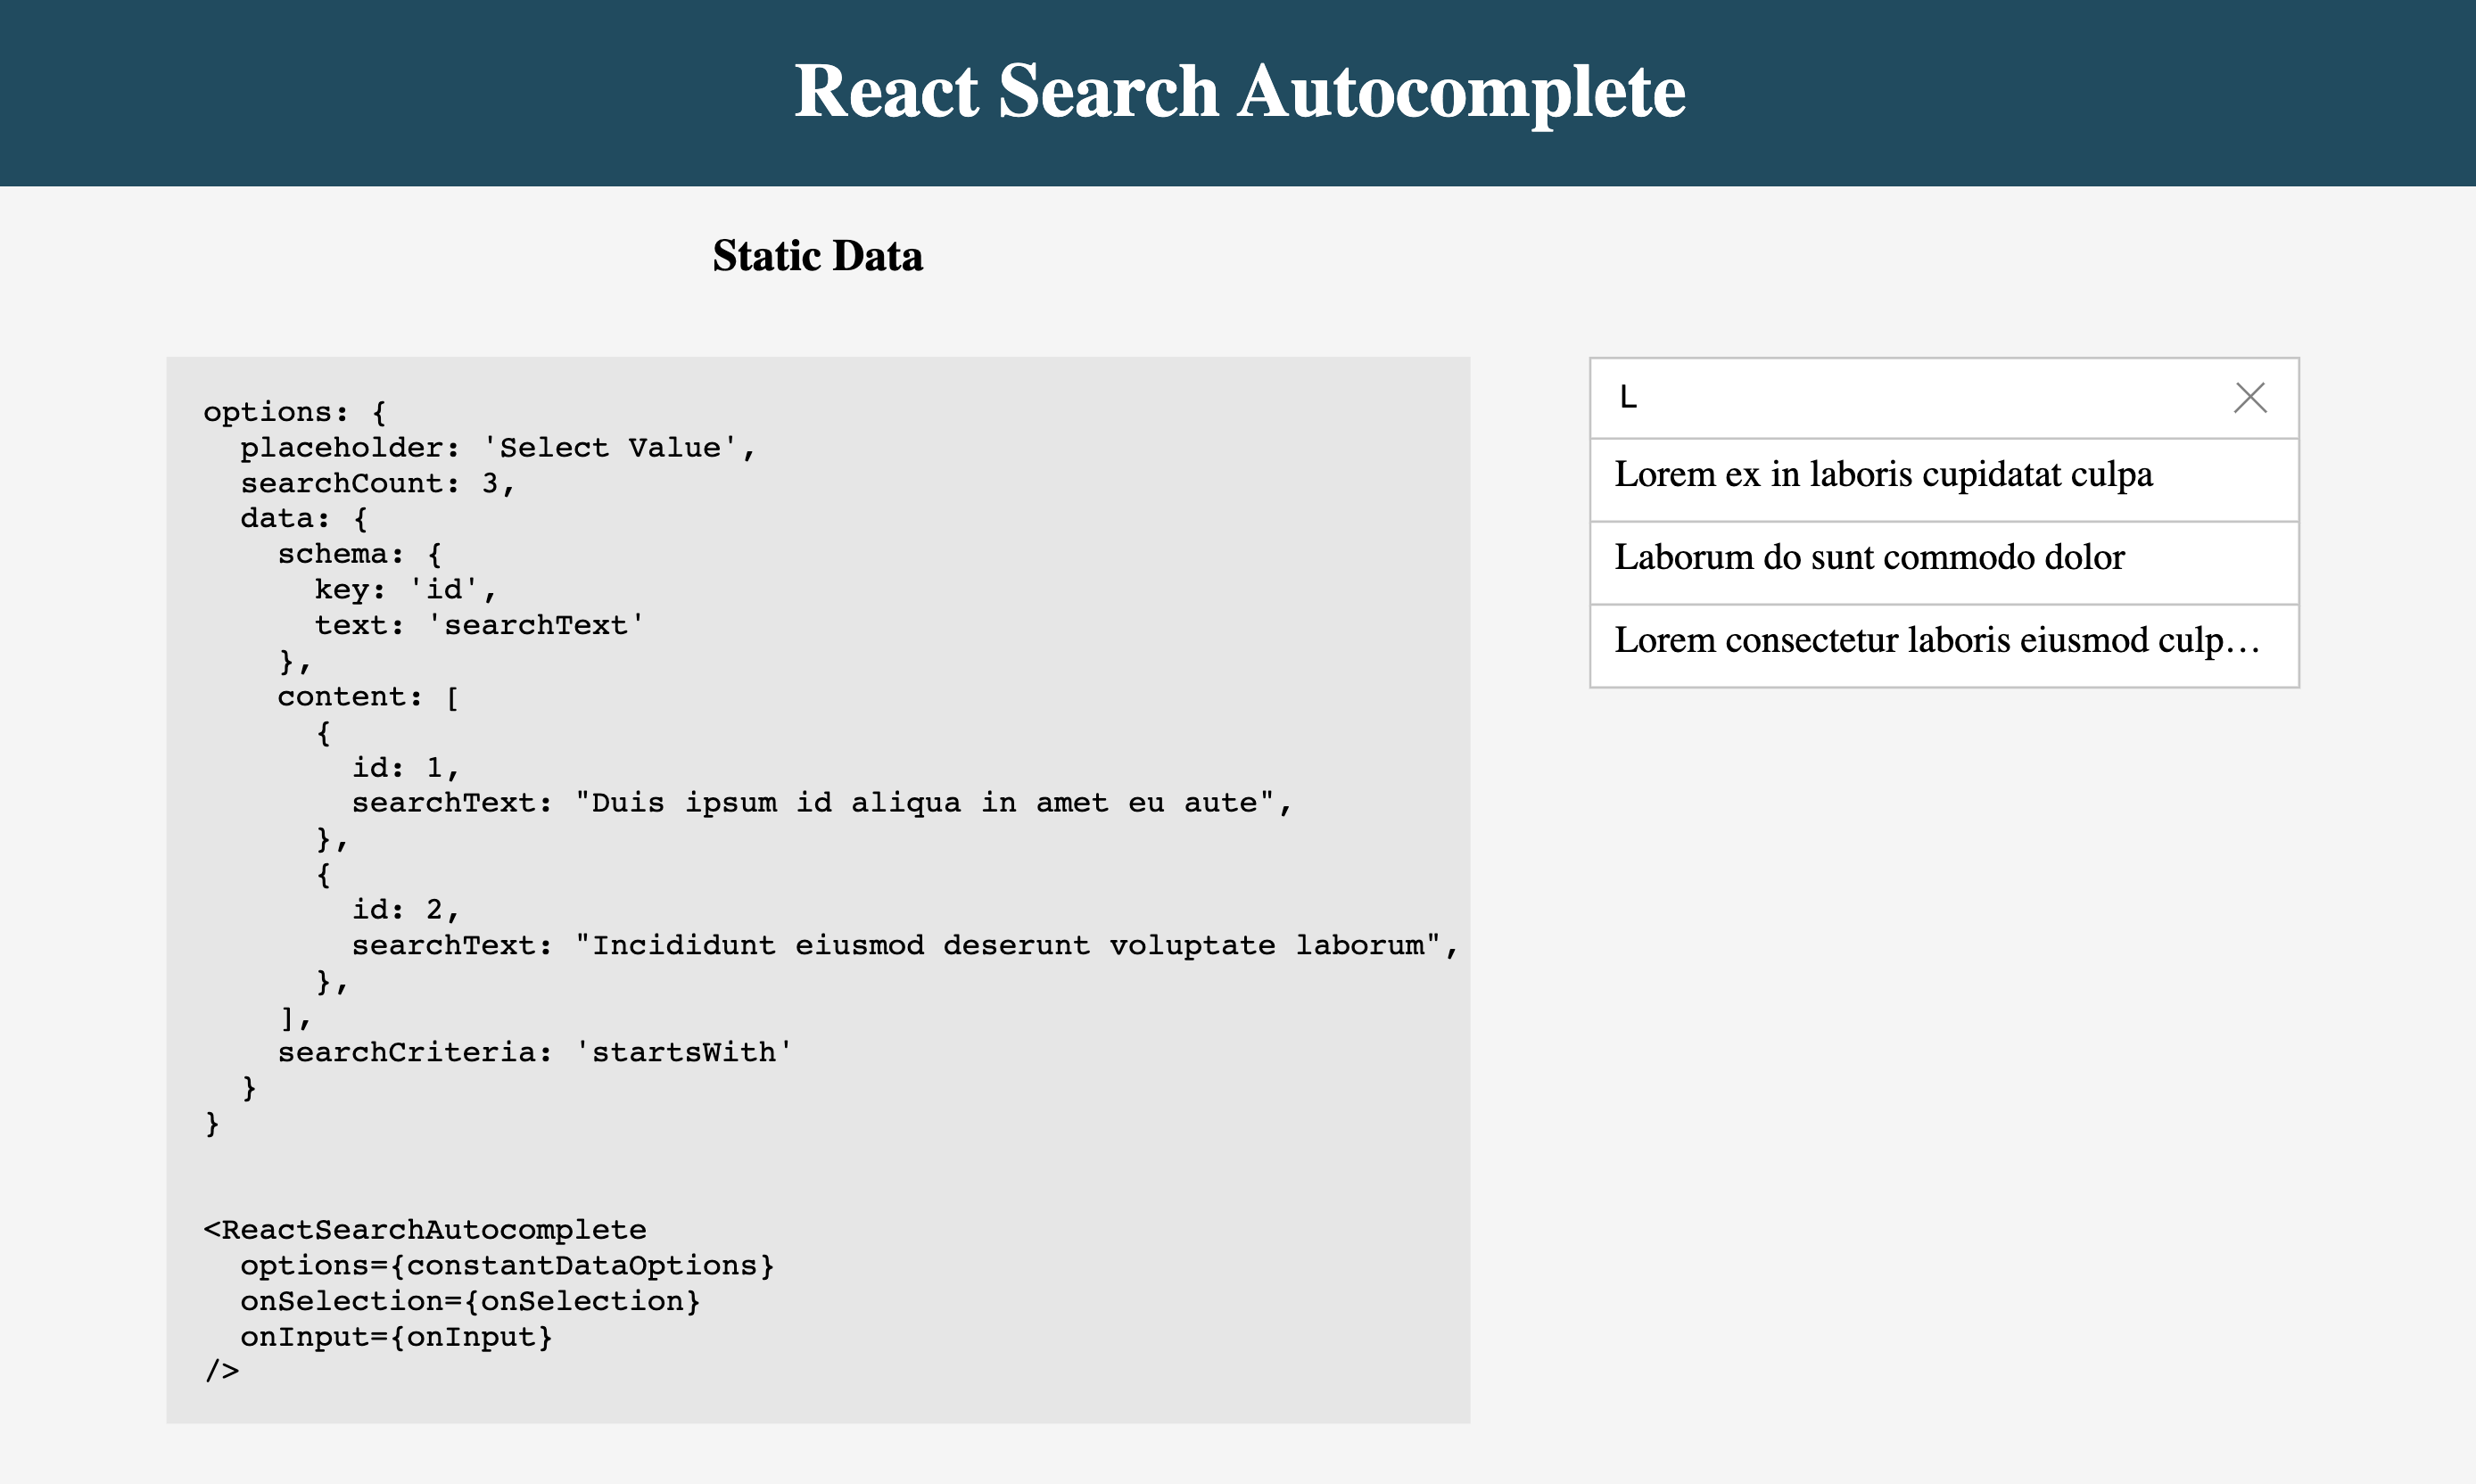 React Search Autocomplete
Static Data
options: {
  placeholder: 'Select Value',
  searchCount: 3,
  data: {
    schema: {
      key: 'id',
      text: 'searchText'
    },
    content: [
      {
        id: 1,
        searchText: "Duis ipsum id aliqua in amet eu aute",
      },
      {
        id: 2,
        searchText: "Incididunt eiusmod deserunt voluptate laborum",
      },
    ],
    searchCriteria: 'startsWith'
  }
}
<ReactSearchAutocomplete
  options={constantDataOptions}
  onSelection={onSelection}
  onInput={onInput}
/>
L
Lorem ex in laboris cupidatat culpa
Laborum do sunt commodo dolor
Lorem consectetur laboris eiusmod culp...